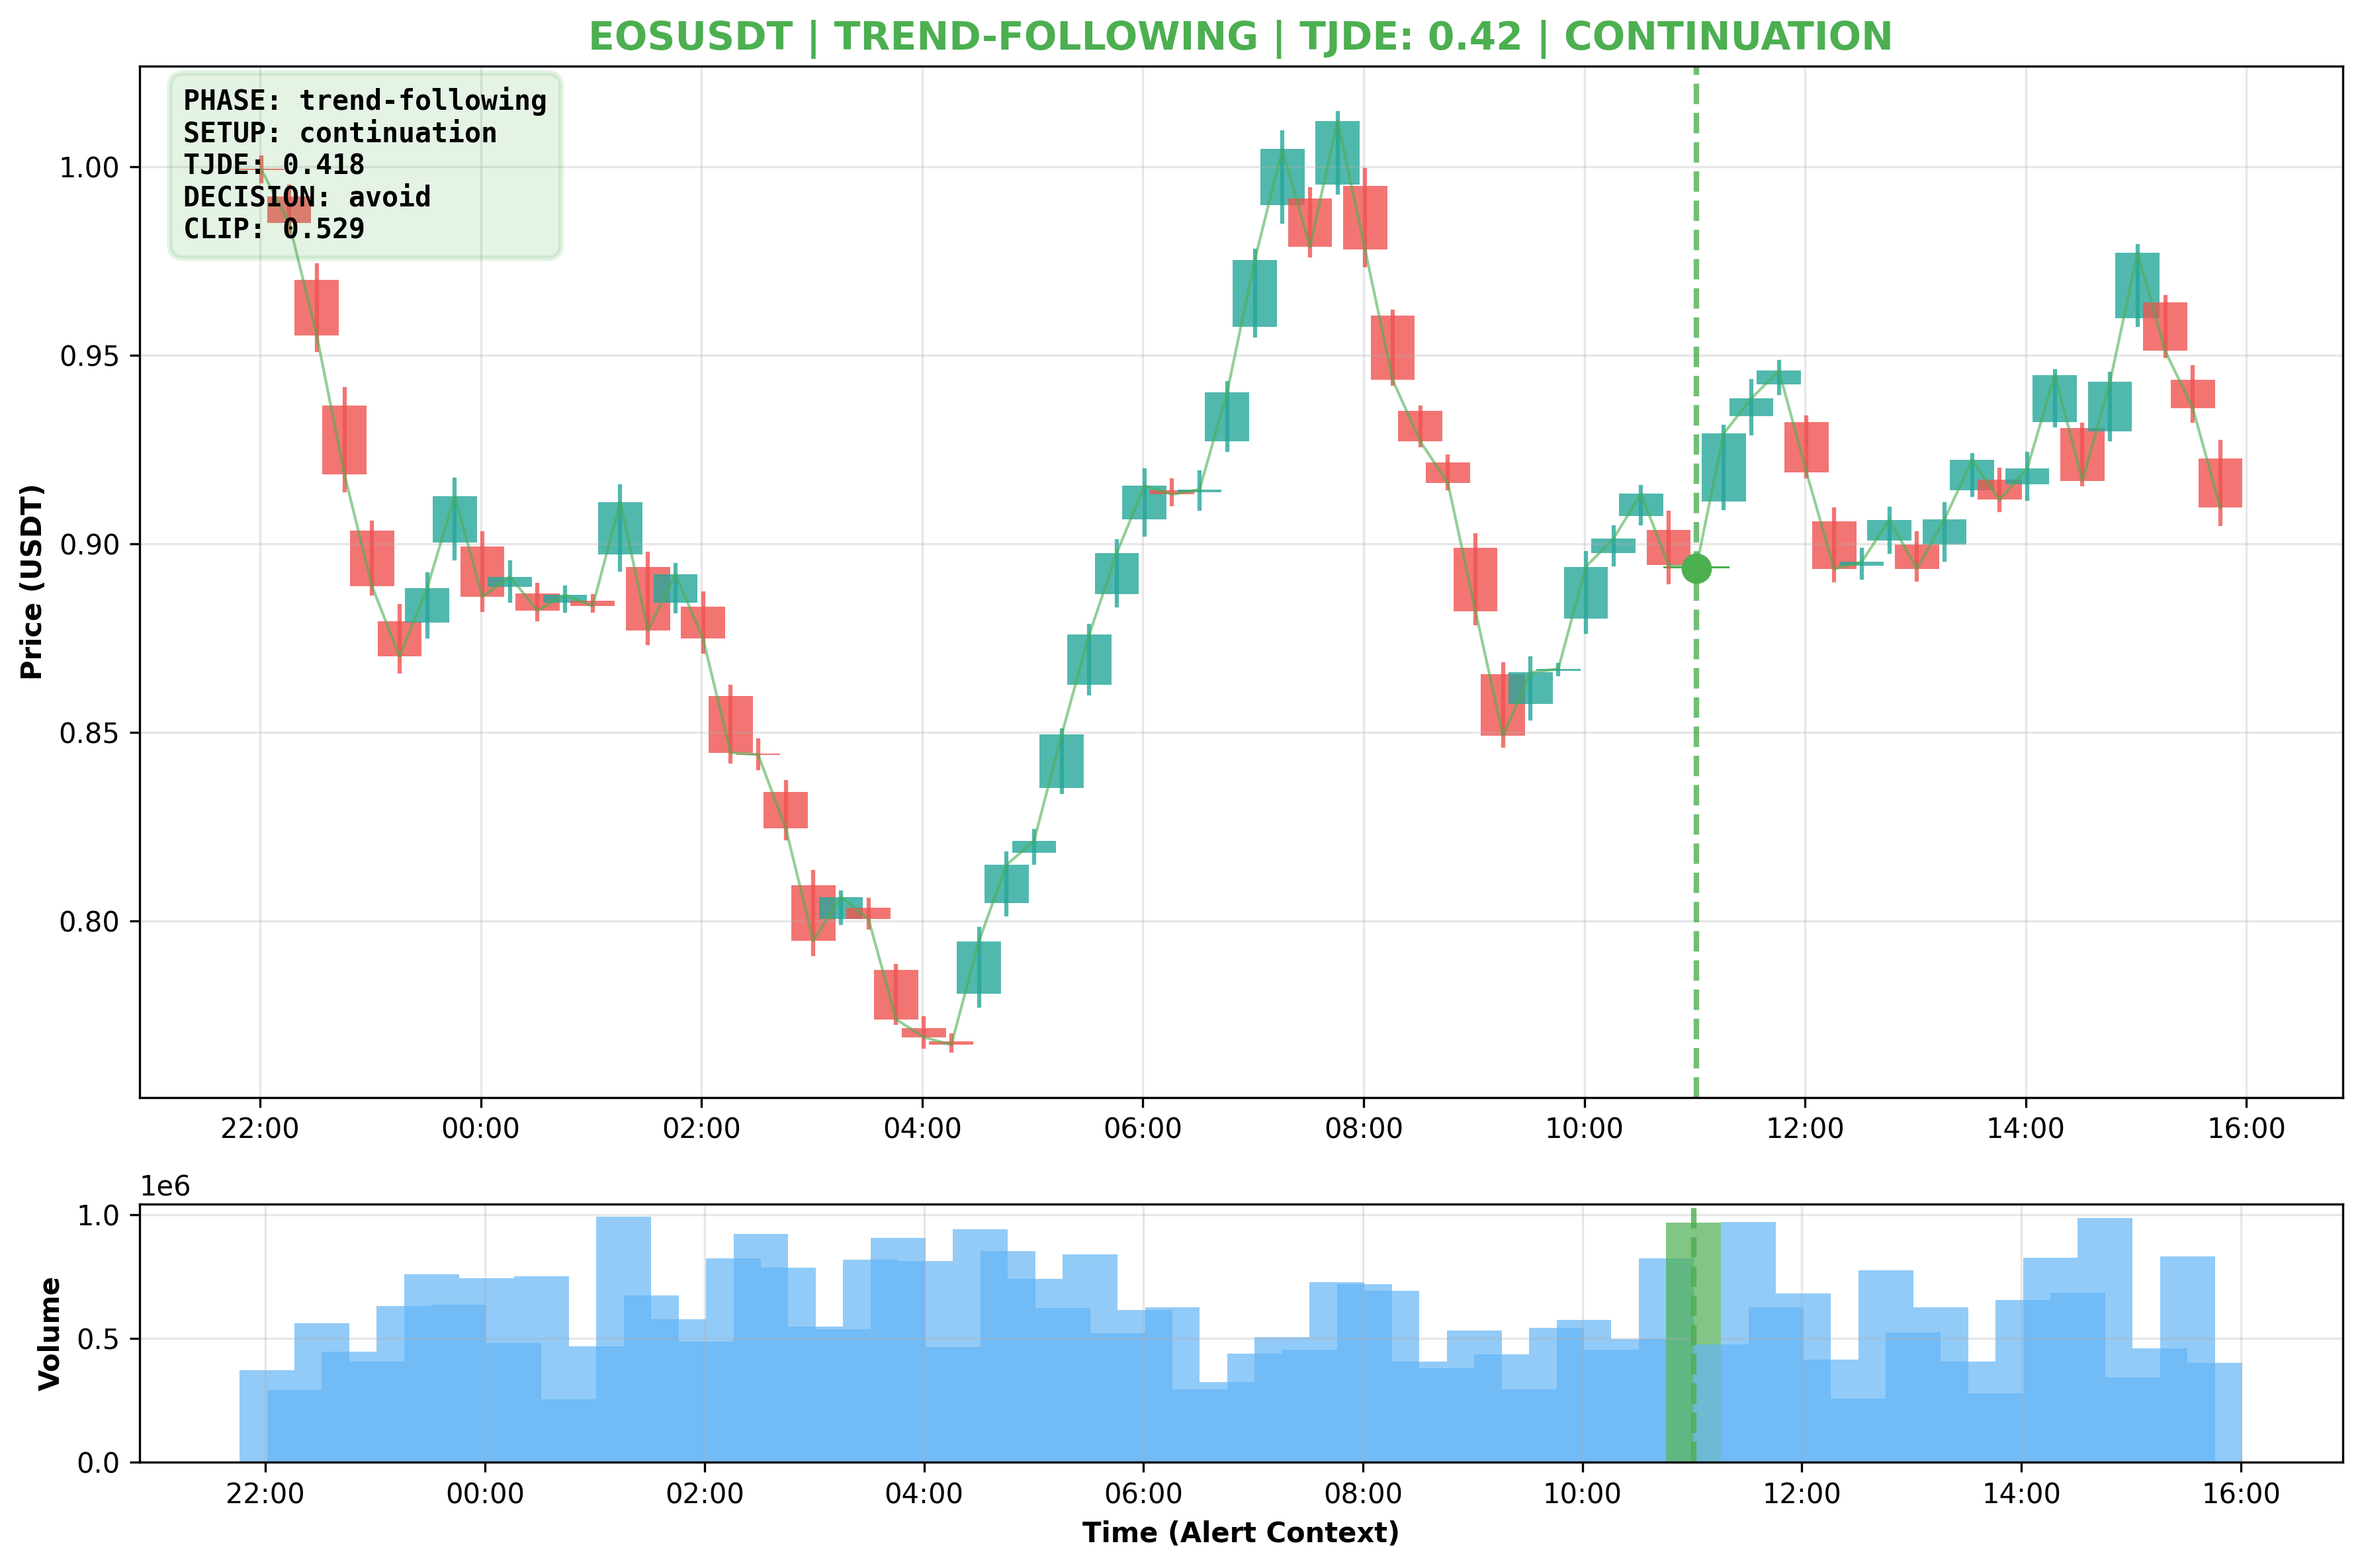 EOSUSDT | TREND-FOLLOWING | TJDE: 0.42 | CONTINUATION
PHASE: trend-following
SETUP: continuation
TJDE: 0.418
DECISION: avoid
CLIP: 0.529
Price (USDT)
1.00
0.95
0.90
0.85
0.80
22:00 00:00 02:00 04:00 06:00 08:00 10:00 12:00 14:00 16:00
1e6
Volume
1.0
0.5
0.0
22:00 00:00 02:00 04:00 06:00 08:00 10:00 12:00 14:00 16:00
Time (Alert Context)